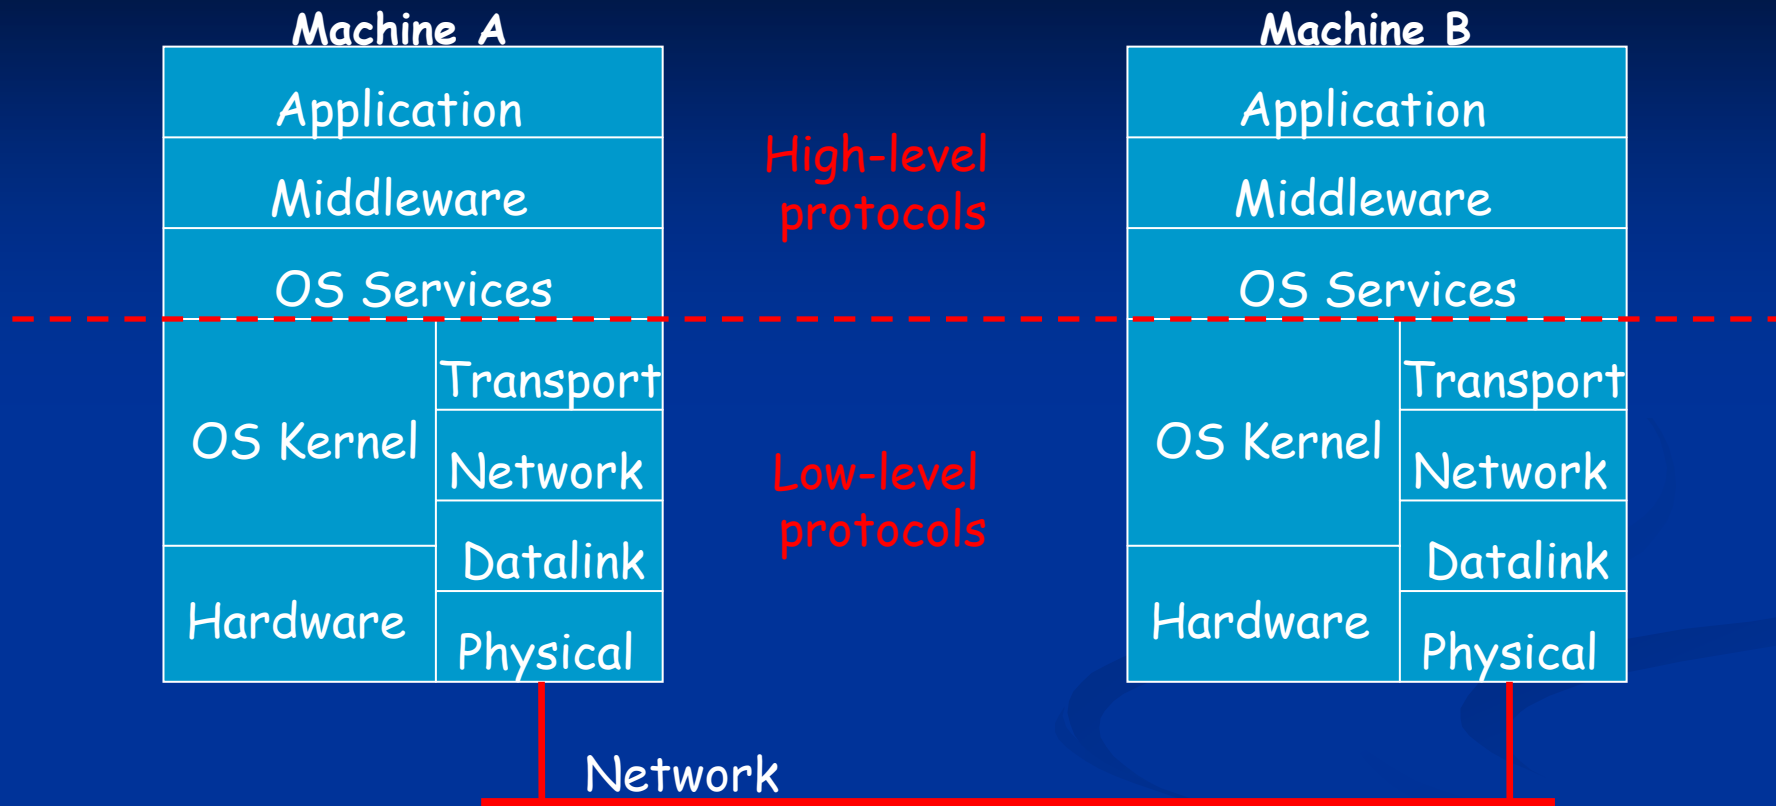 Machine A
Application
Middleware
OS Services
OS Kernel
Hardware
Transport
Network
Datalink
Physical
High-level
protocols
Low-level
protocols
Machine B
Application
Middleware
OS Services
OS Kernel
Hardware
Transport
Network
Datalink
Physical
Network